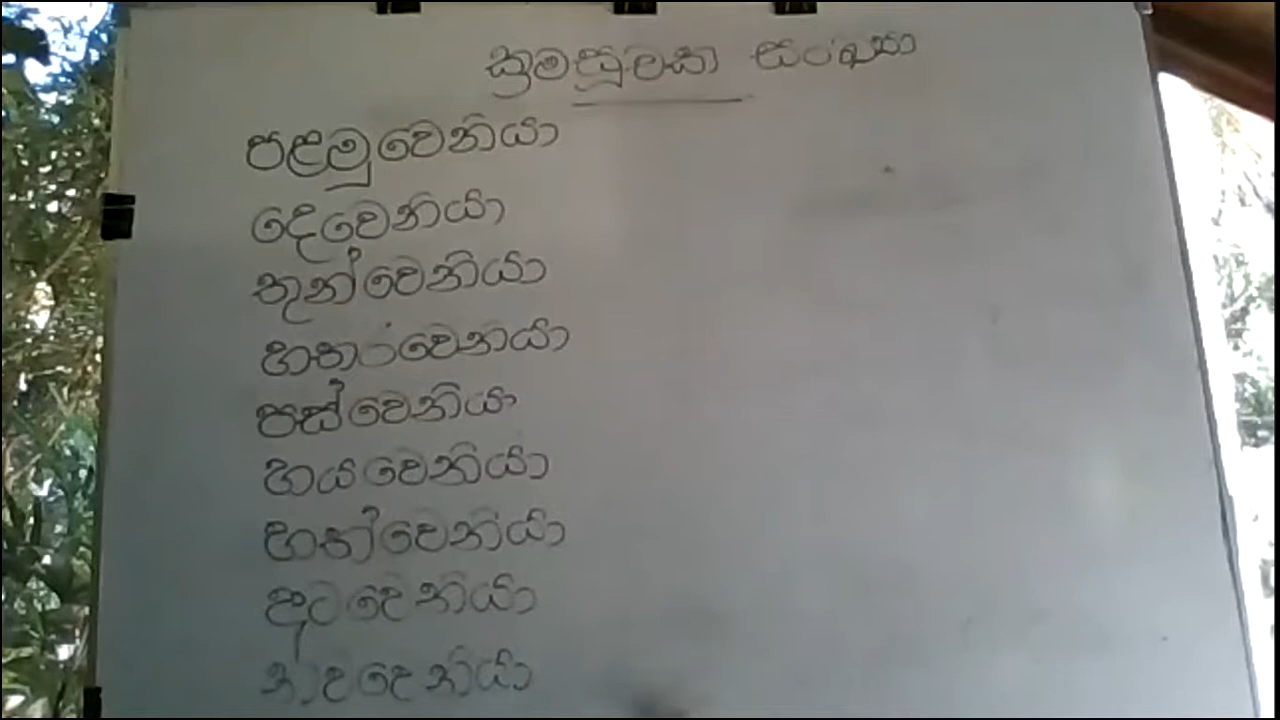 ක්‍රමසූචක සංඛ්‍යා
පළමුවෙනියා
දෙවෙනියා
තුන්වෙනියා
හතරවෙනියා
පස්වෙනියා
හයවෙනියා
හත්වෙනියා
අටවෙනියා
නවවෙනියා